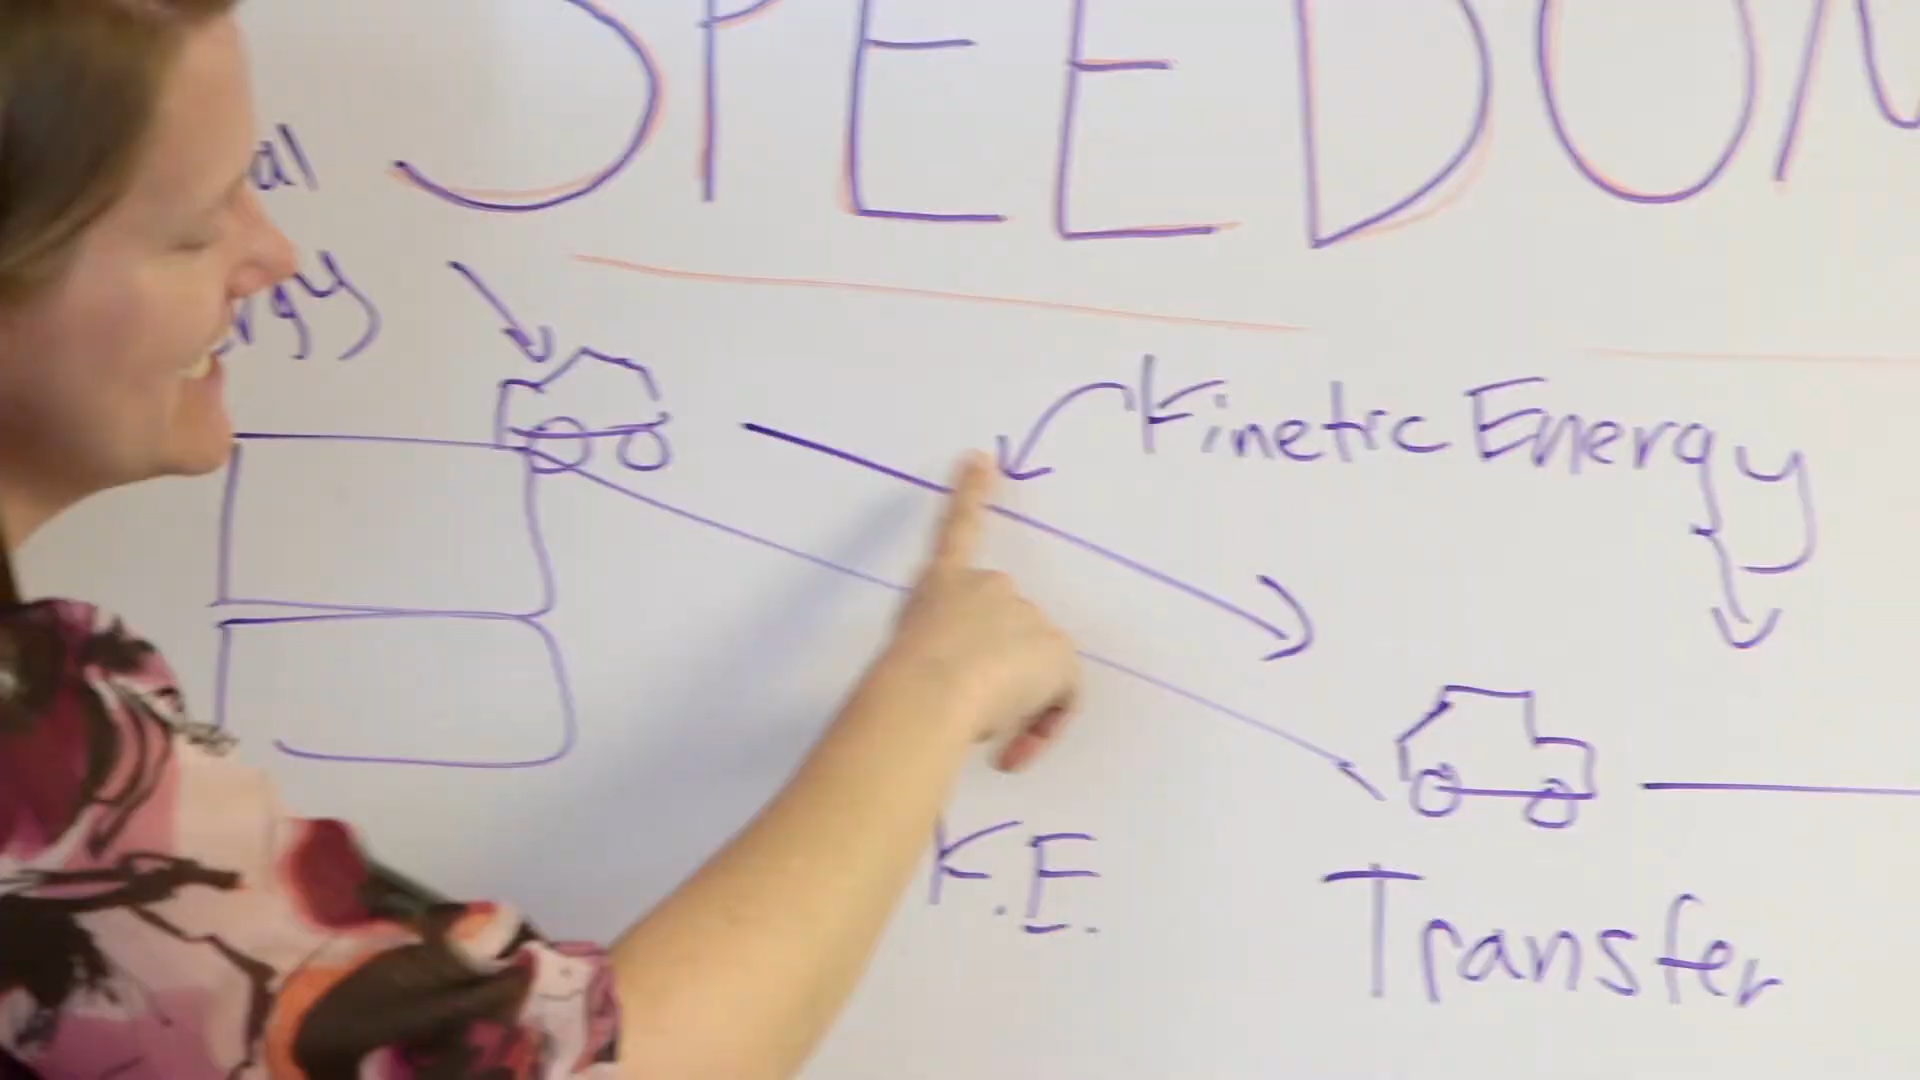 SPEEDOM
al
rgy
Kinetic Energy
K.E.
Transfer